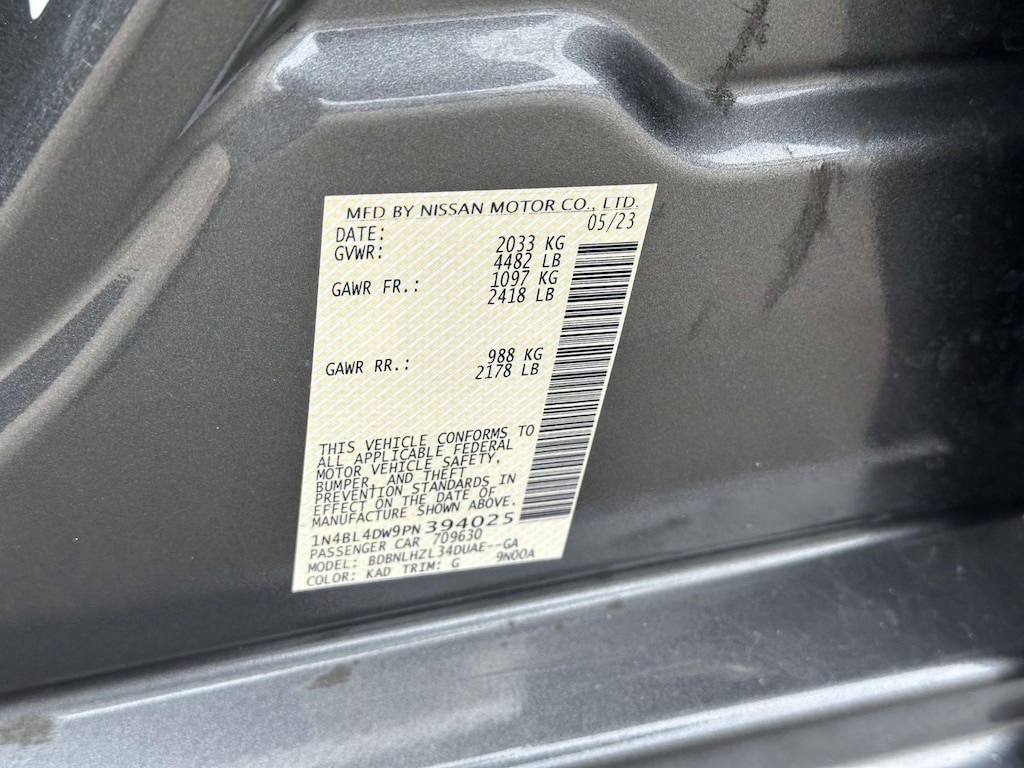 MFD BY NISSAN MOTOR CO., LTD.
DATE: 05/23
GVWR: 2033 KG
4482 LB
GAWR FR.: 1097 KG
2418 LB
GAWR RR.: 988 KG
2178 LB
THIS VEHICLE CONFORMS TO
ALL APPLICABLE FEDERAL
MOTOR VEHICLE SAFETY,
BUMPER, AND THEFT
PREVENTION STANDARDS IN
EFFECT ON THE DATE OF
MANUFACTURE SHOWN ABOVE.
1N4BL4DW9PN394025
PASSENGER CAR 709630
MODEL: BDBNLHZL34DUAE--GA
COLOR: KAD TRIM: G 9N00A